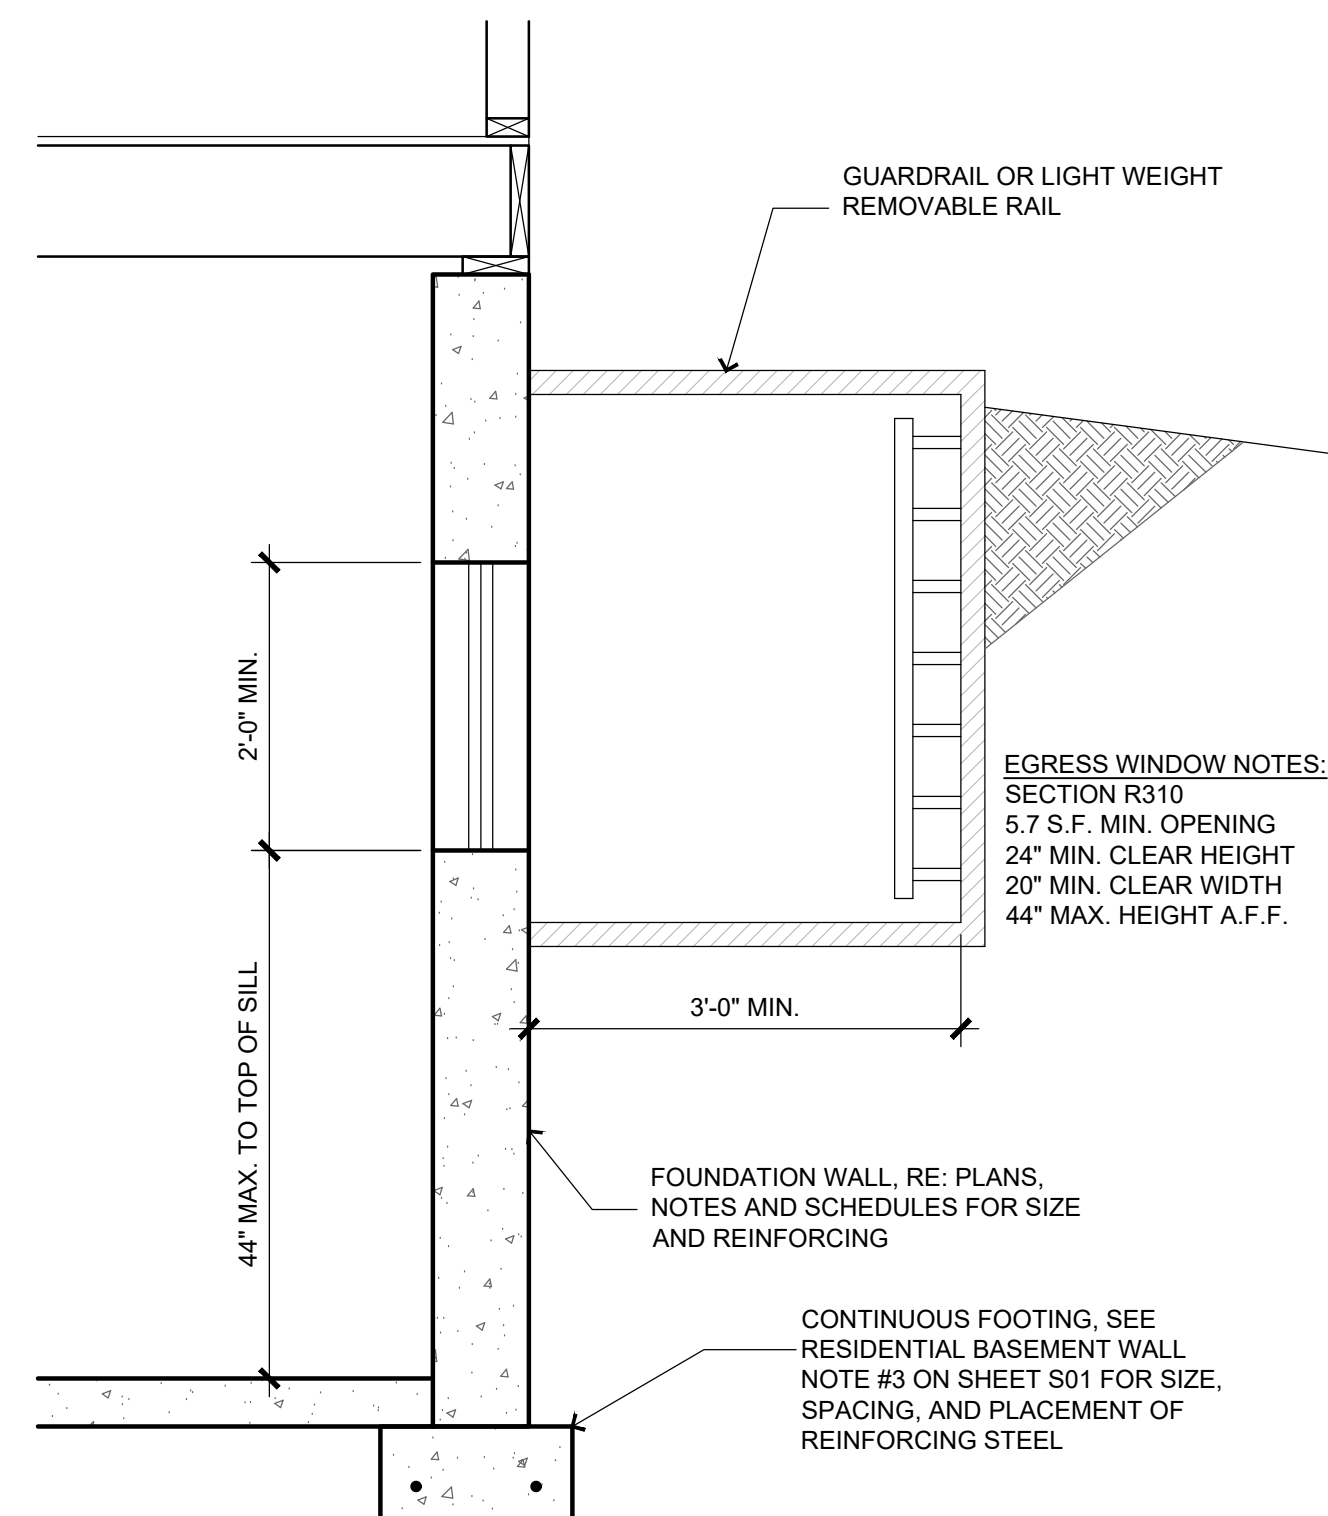 GUARDRAIL OR LIGHT WEIGHT
REMOVABLE RAIL
2'-0" MIN.
EGRESS WINDOW NOTES:
SECTION R310
5.7 S.F. MIN. OPENING
24" MIN. CLEAR HEIGHT
20" MIN. CLEAR WIDTH
44" MAX. HEIGHT A.F.F.
44" MAX. TO TOP OF SILL
3'-0" MIN.
FOUNDATION WALL, RE: PLANS,
NOTES AND SCHEDULES FOR SIZE
AND REINFORCING
CONTINUOUS FOOTING, SEE
RESIDENTIAL BASEMENT WALL
NOTE #3 ON SHEET S01 FOR SIZE,
SPACING, AND PLACEMENT OF
REINFORCING STEEL